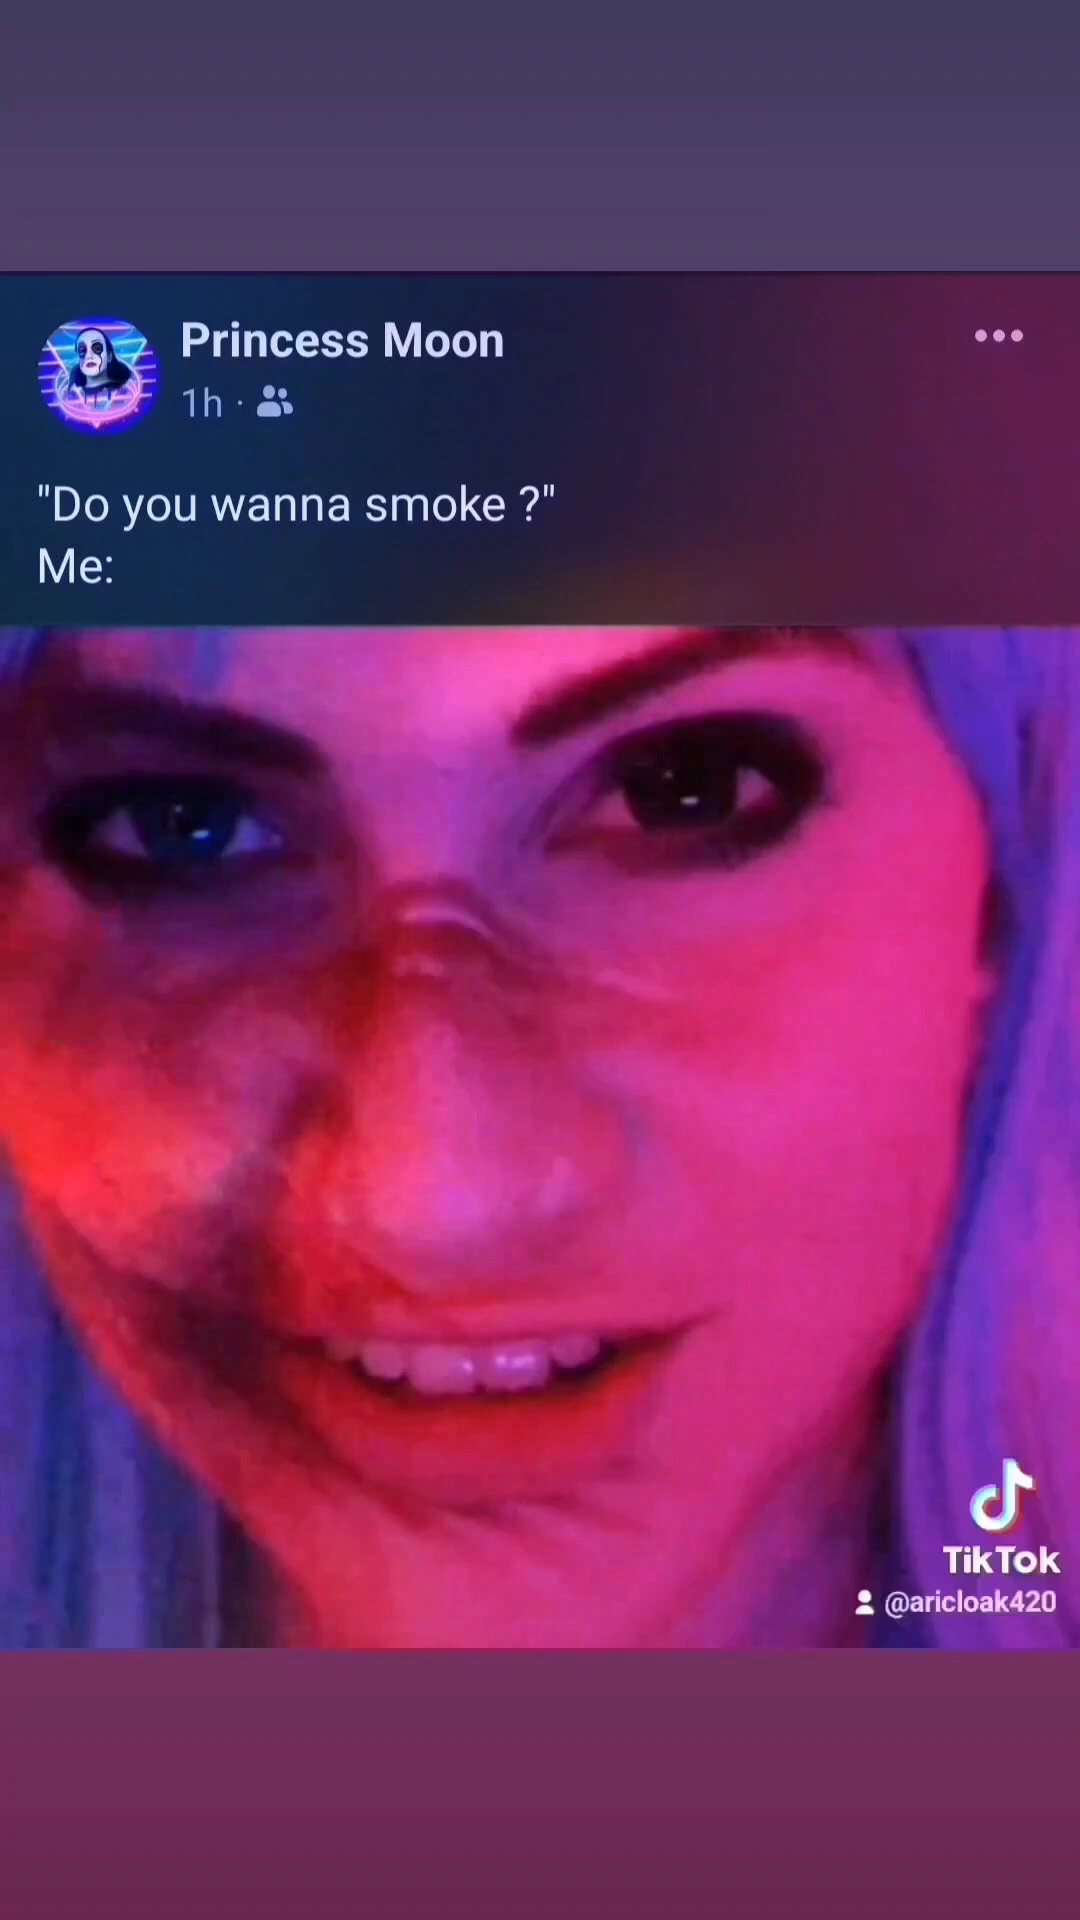 Princess Moon
1h ·
"Do you wanna smoke ?"
Me:
TikTok
@aricloak420